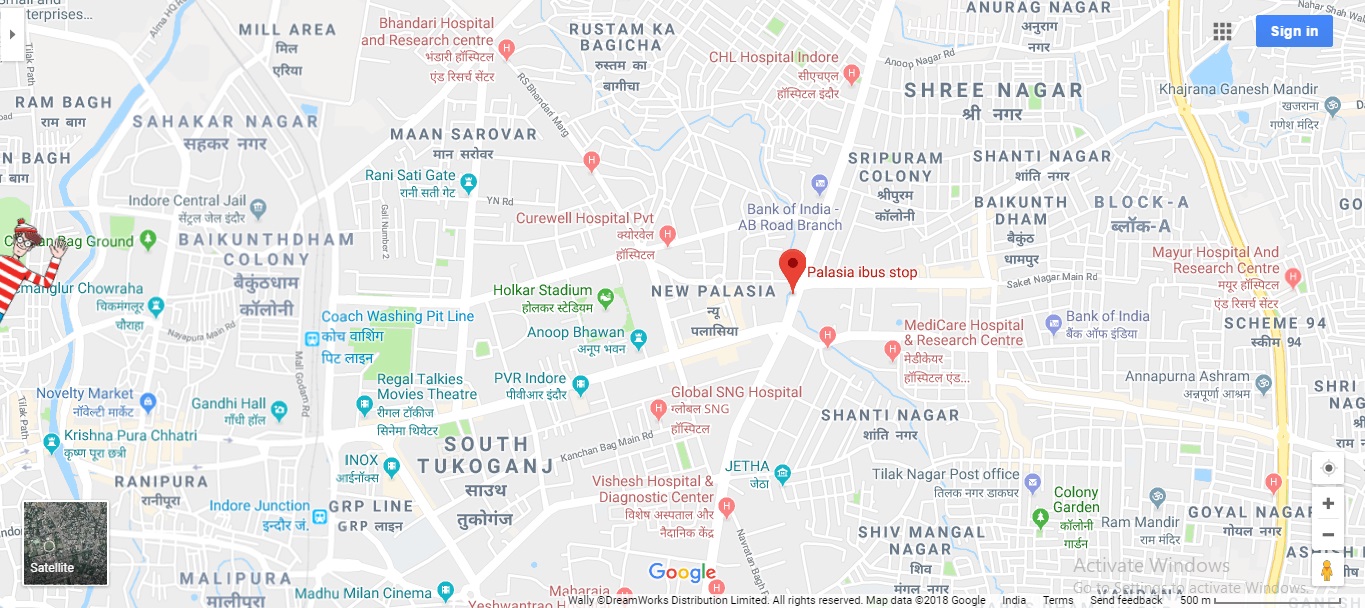 Small and
terprises...
Tilak Path
Alma HO Rd
MILL AREA
मिल
एरिया
Bhandari Hospital
and Research centre
भंडारी हॉस्पिटल
एंड रिसर्च सेंटर
RUSTAM KA
BAGICHA
रुस्तम का
बागीचा
CHL Hospital Indore
सीएचएल
हॉस्पिटल इंदौर
ANURAG NAGAR
अनुराग
नगर
Anoop Nagar Rd
Nahar Shah W
Sign in
SHREE NAGAR
श्री नगर
Khajrana Ganesh Mandir
खजराना
गणेश मंदिर
RAM BAGH
राम बाग
SAHAKAR NAGAR
सहकर नगर
RS Bhandari Marg
MAAN SAROVAR
मान सरोवर
N BAGH
बाग
Rani Sati Gate
रानी सती गेट
YN Rd
Gali Number 2
SRIPURAM
COLONY
श्रीपुरम
कॉलोनी
SHANTI NAGAR
शांति नगर
BAIKUNTH
DHAM
बैकुंठ
धामपुर
BLOCK-A
ब्लॉक-A
GO
Indore Central Jail
सेंट्रल जेल इंदौर
Bank of India -
AB Road Branch
Curewell Hospital Pvt
क्योरवेल
हॉस्पिटल
BAIKUNTHDHAM
COLONY
बैकुंठधाम
कॉलोनी
Bag Ground
Mayur Hospital And
Research Centre
मयूर हॉस्पिटल
एंड रिसर्च सेंटर
Palasia ibus stop
Saket Nagar Main Rd
manglur Chowraha
चिकमंगलूर
चौराहा
Holkar Stadium
होलकर स्टेडियम
NEW PALASIA
न्यू
पलासिया
Nayapura Main Rd
Coach Washing Pit Line
कोच वाशिंग
पिट लाइन
Anoop Bhawan
अनूप भवन
MediCare Hospital
& Research Centre
मेडीकेयर
हॉस्पिटल एंड...
Bank of India
बैंक ऑफ इंडिया
SCHEME 94
स्कीम 94
Mall Godam Rd
Regal Talkies
Movies Theatre
रीगल टॉकीज
सिनेमा थियेटर
PVR Indore
पीवीआर इंदौर
Annapurna Ashram
अन्नपूर्णा आश्रम
SHRI
NAG
Novelty Market
नॉवेल्टी मार्केट
Gandhi Hall
गाँधी हॉल
Tilak Path
Global SNG Hospital
ग्लोबल SNG
हॉस्पिटल
SHANTI NAGAR
शांति नगर
Krishna Pura Chhatri
कृष्ण पूरा छत्री
SOUTH
TUKOGANJ
साउथ
तुकोगंज
Kanchan Bag Main Rd
INOX
आईनॉक्स
JETHA
जेठा
Tilak Nagar Post office
तिलक नगर डाकघर
RANIPURA
रानीपूरा
Vishesh Hospital &
Diagnostic Center
विशेष अस्पताल और
नैदानिक केंद्र
Colony
Garden
कॉलोनी
गार्डन
Ram Mandir
राम मंदिर
GOYAL NAGAR
गोयल नगर
Indore Junction
इन्दौर जं.
GRP LINE
GRP लाइन
SHIV MANGAL
NAGAR
शिव
मंगल नगर
Navratan Bagh
Satellite
MALIPURA
मालीपुरा
Madhu Milan Cinema
Google
Maharaja
Yeshwantrao H
Activate Windows
Go to Settings to activate Windows.
Wally ©DreamWorks Distribution Limited. All rights reserved. Map data ©2018 Google India Terms Send feedback 500 m